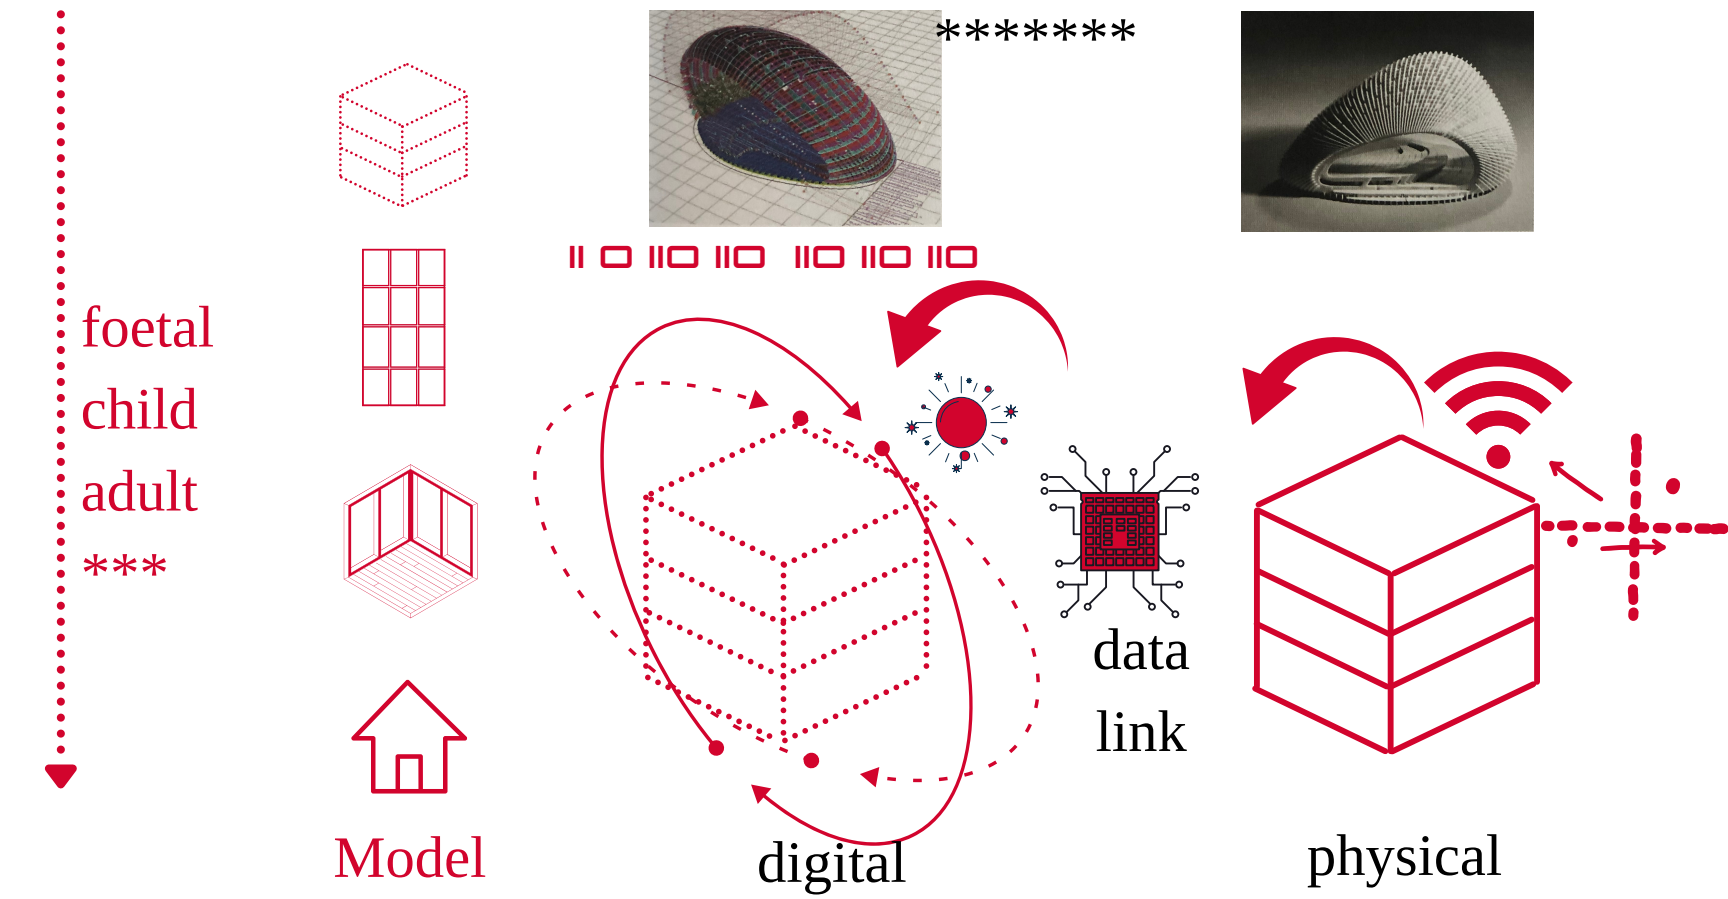 *******
foetal
child
adult
***
data
link
Model
digital
physical